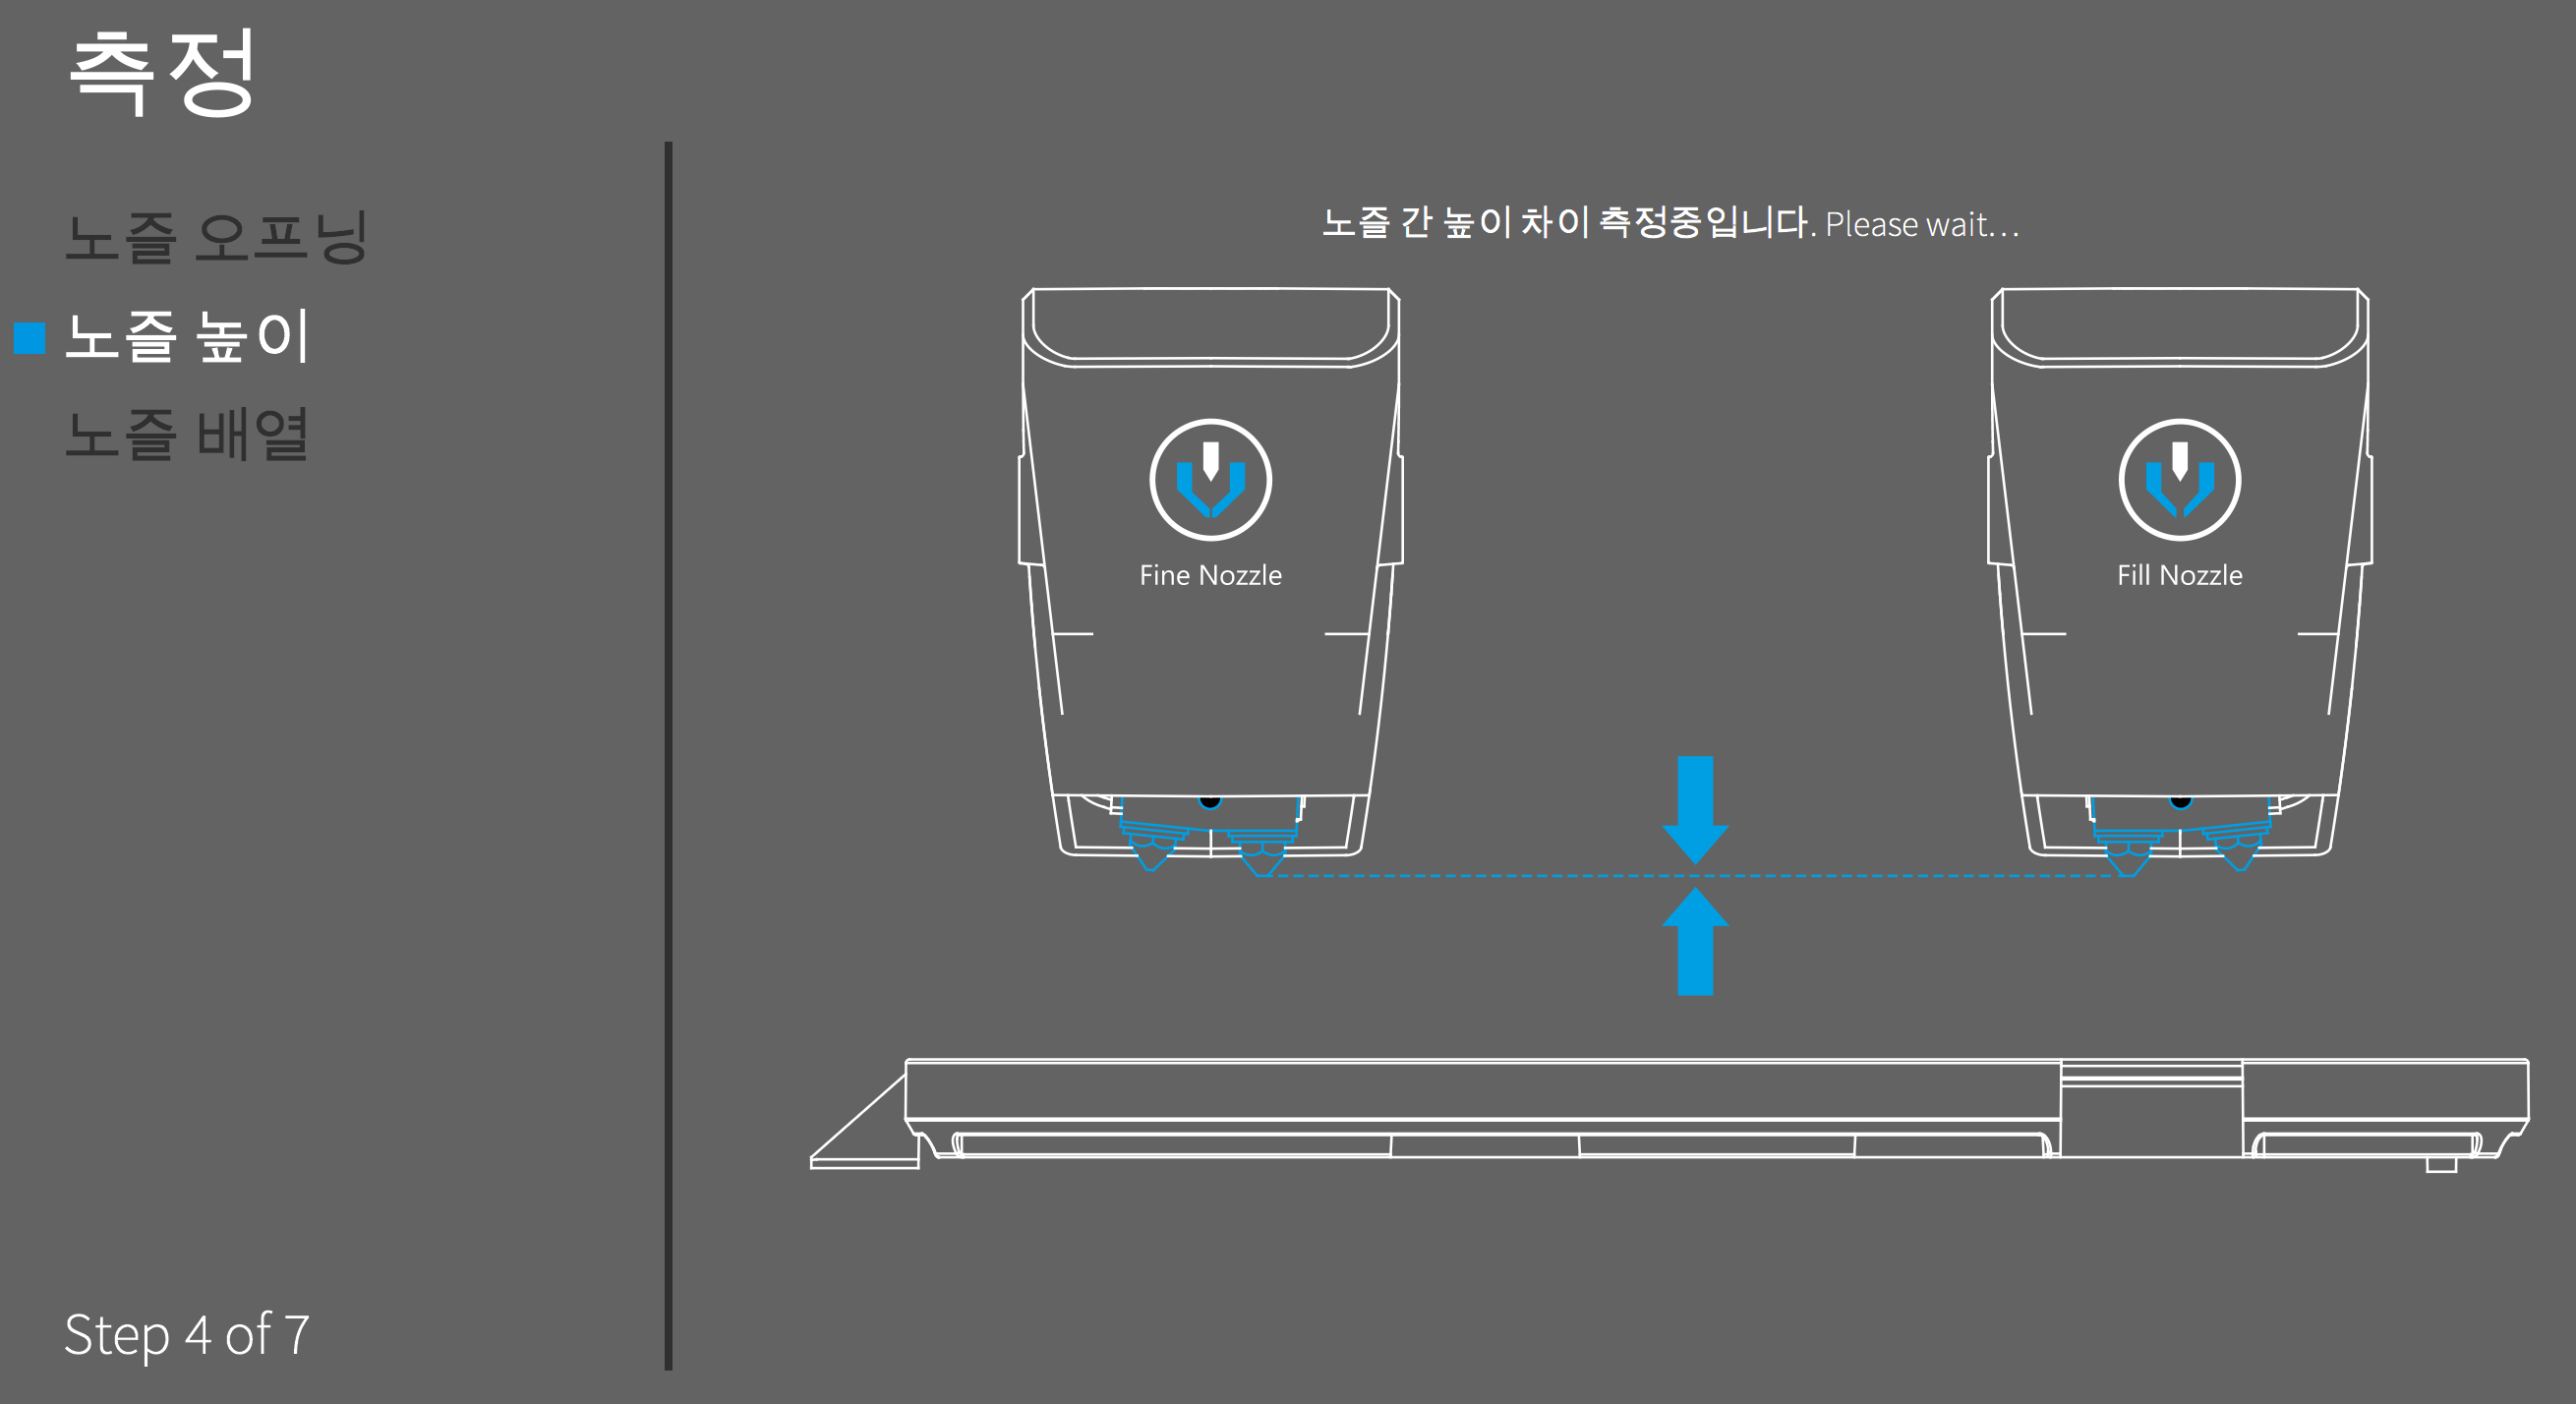 측정
노즐 오프닝
노즐 높이
노즐 배열
노즐 간 높이 차이 측정중입니다. Please wait...
Fine Nozzle
Fill Nozzle
Step 4 of 7